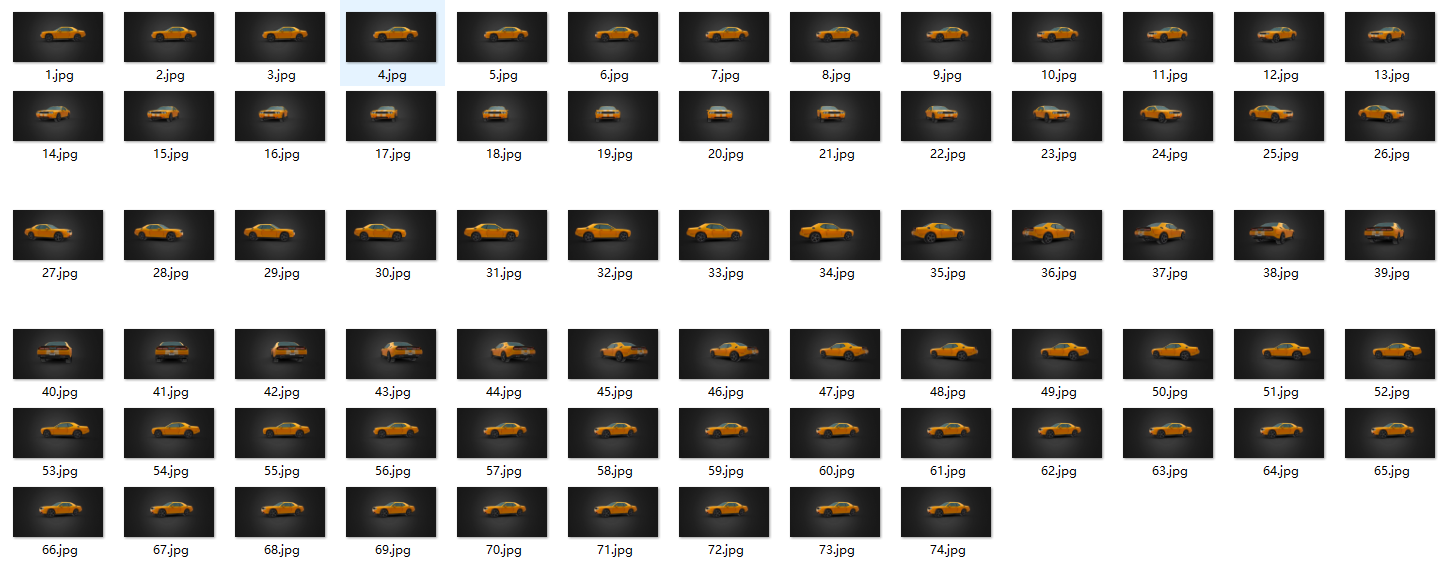 1.jpg 2.jpg 3.jpg 4.jpg 5.jpg 6.jpg 7.jpg 8.jpg 9.jpg 10.jpg 11.jpg 12.jpg 13.jpg
14.jpg 15.jpg 16.jpg 17.jpg 18.jpg 19.jpg 20.jpg 21.jpg 22.jpg 23.jpg 24.jpg 25.jpg 26.jpg
27.jpg 28.jpg 29.jpg 30.jpg 31.jpg 32.jpg 33.jpg 34.jpg 35.jpg 36.jpg 37.jpg 38.jpg 39.jpg
40.jpg 41.jpg 42.jpg 43.jpg 44.jpg 45.jpg 46.jpg 47.jpg 48.jpg 49.jpg 50.jpg 51.jpg 52.jpg
53.jpg 54.jpg 55.jpg 56.jpg 57.jpg 58.jpg 59.jpg 60.jpg 61.jpg 62.jpg 63.jpg 64.jpg 65.jpg
66.jpg 67.jpg 68.jpg 69.jpg 70.jpg 71.jpg 72.jpg 73.jpg 74.jpg